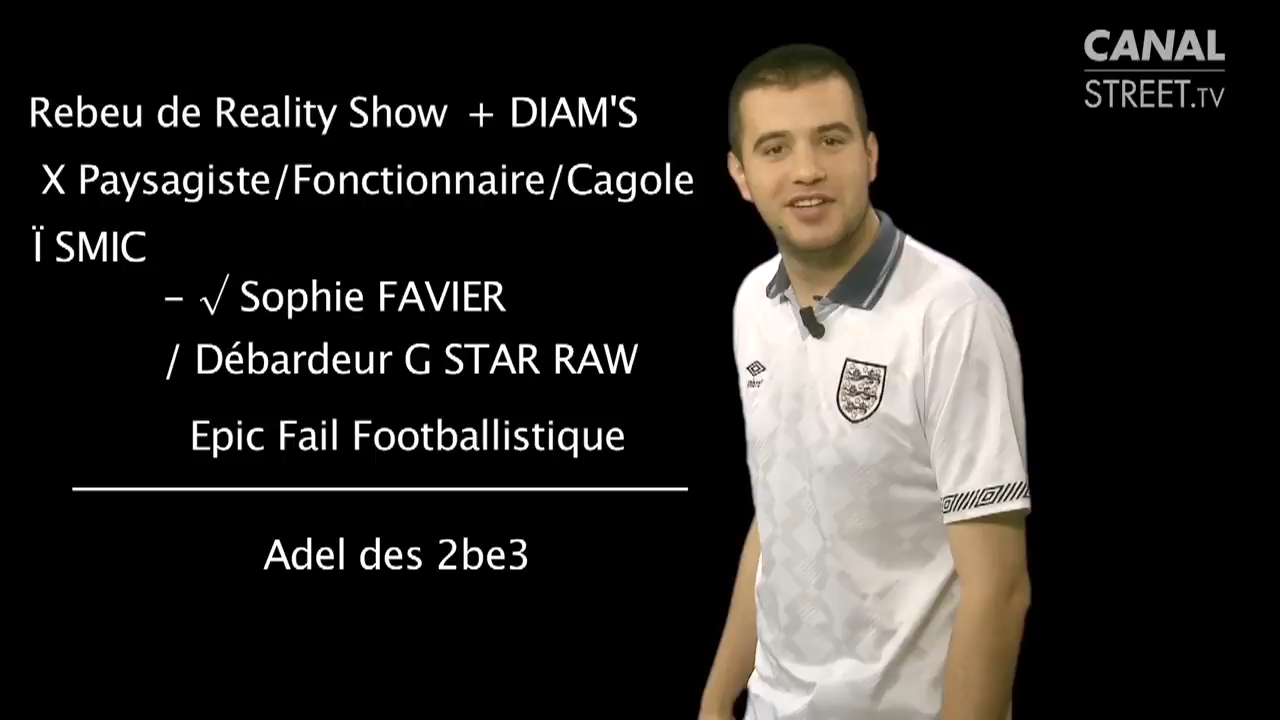 CANAL
STREET.TV
Rebeu de Reality Show + DIAM'S
X Paysagiste/Fonctionnaire/Cagole
Ï SMIC
– √ Sophie FAVIER
/ Débardeur G STAR RAW
Epic Fail Footballistique
Adel des 2be3